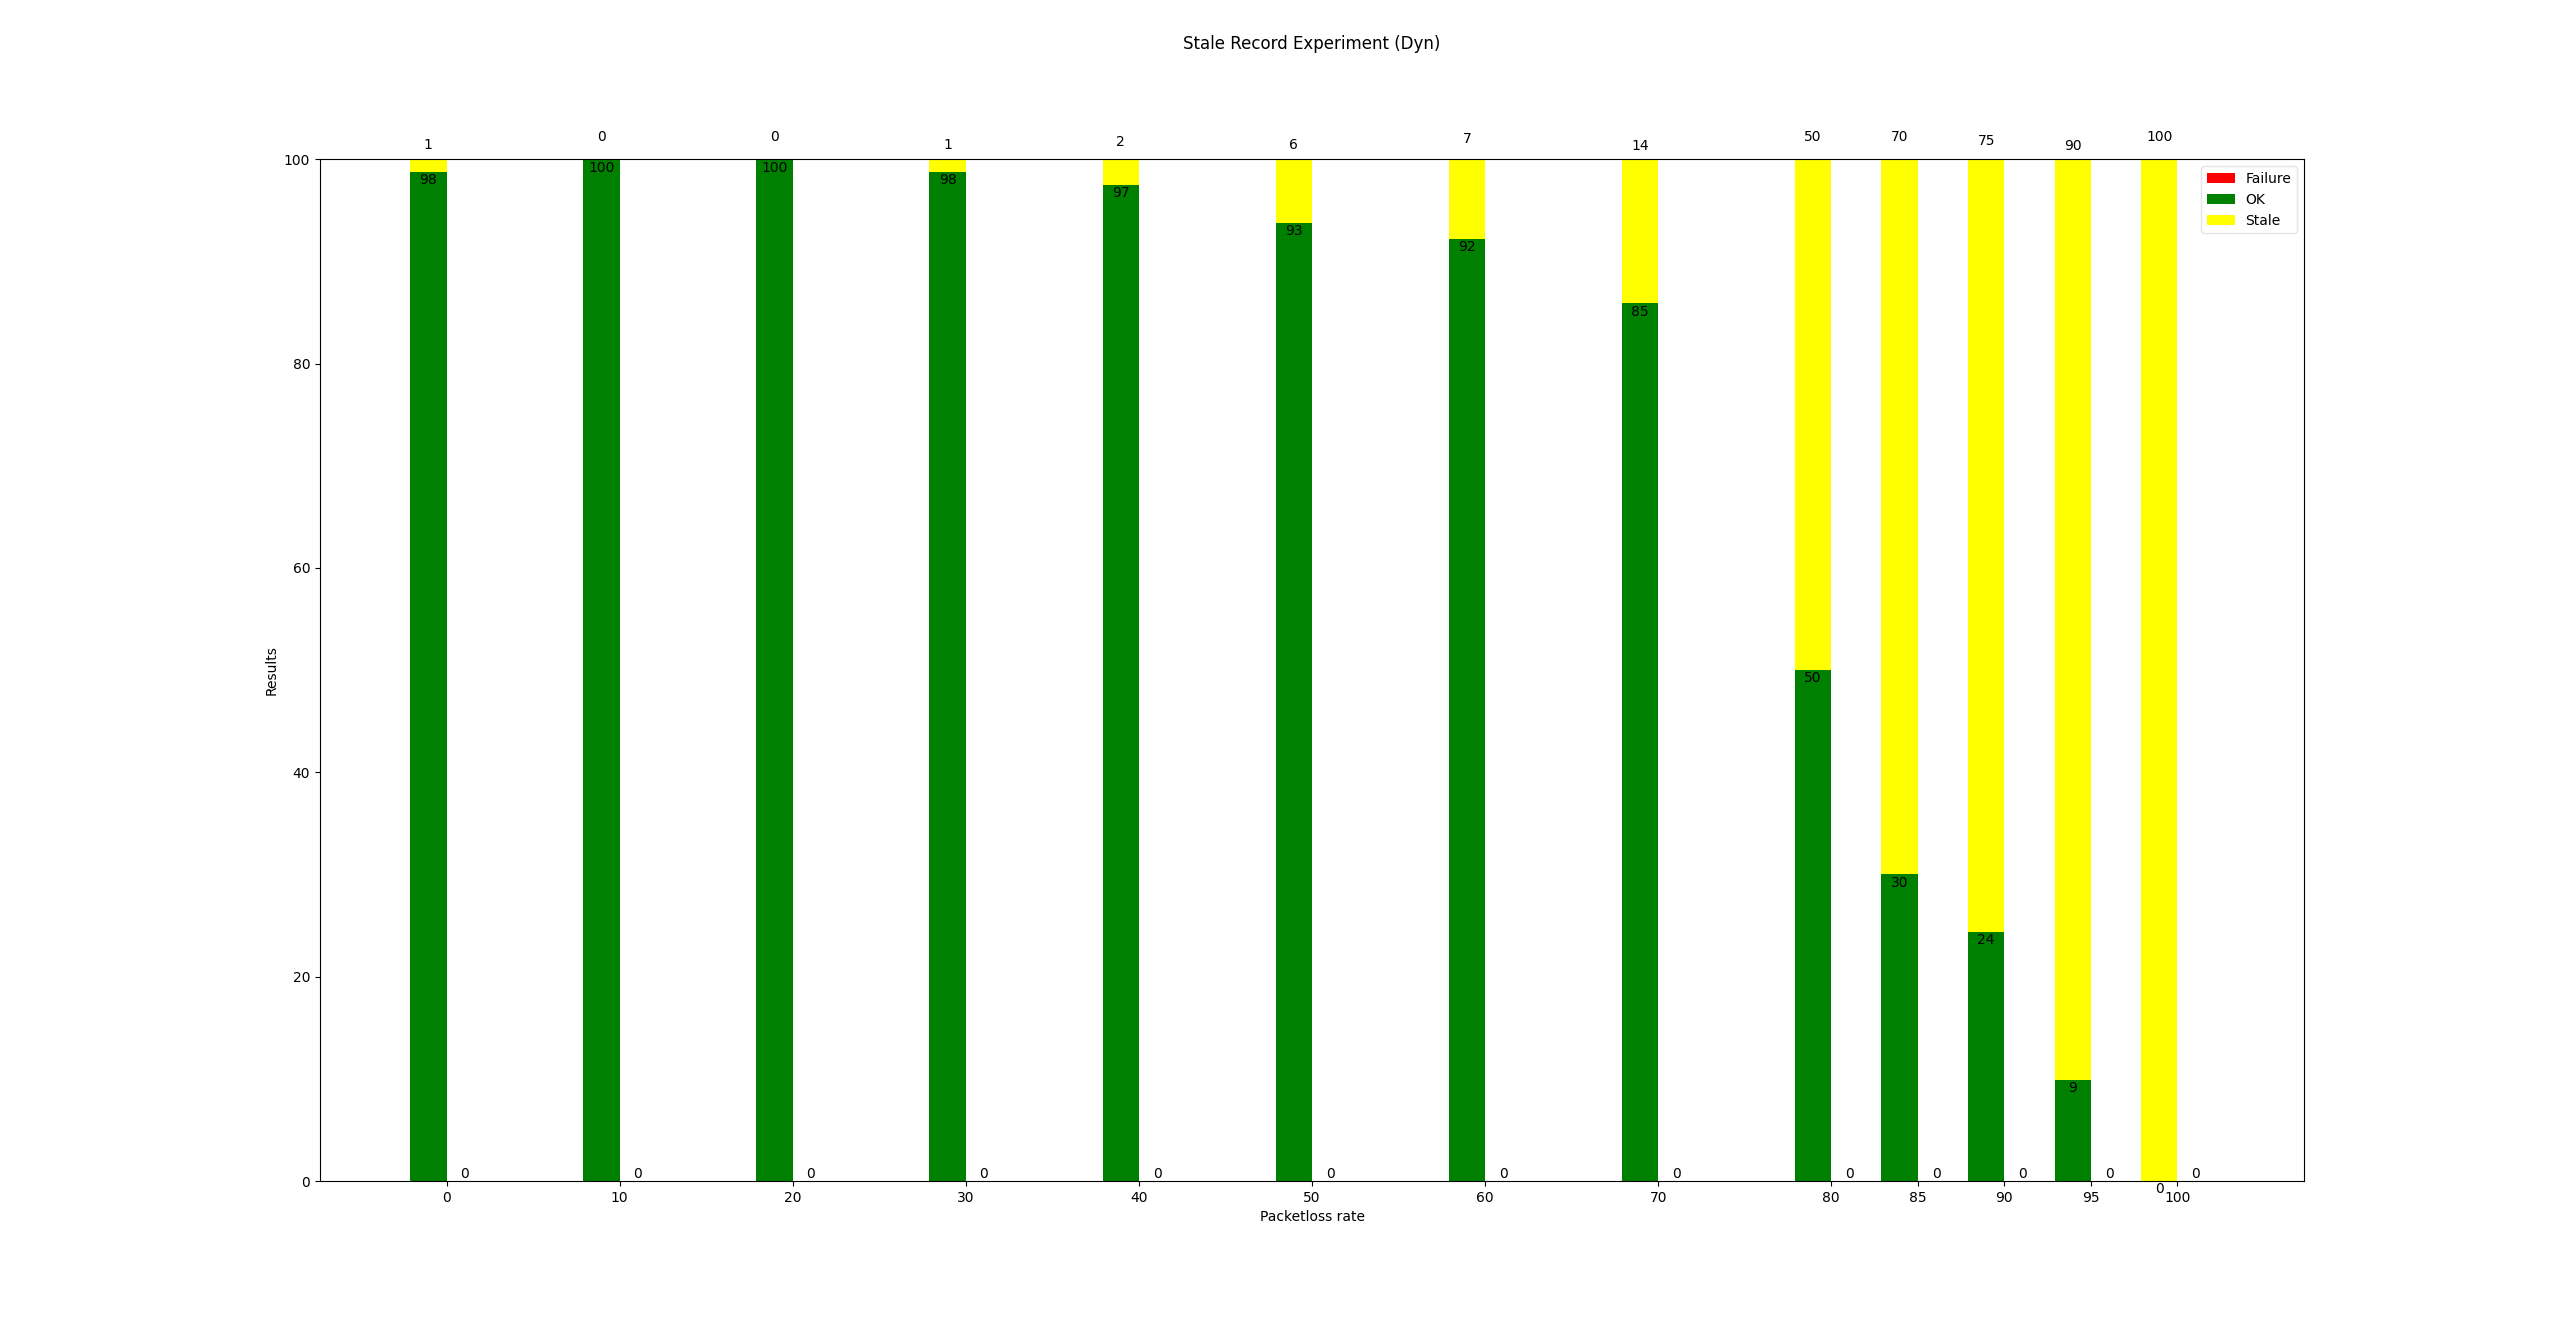 Stale Record Experiment (Dyn)
1 0 0 1 2 6 7 14 50 70 75 90 100
Failure
OK
Stale
98 100 100 98 97 93 92 85 50 30 24 9 0
0 0 0 0 0 0 0 0 0 0 0 0 0
100
80
60
40
20
0
Results
0 10 20 30 40 50 60 70 80 85 90 95 100
Packetloss rate